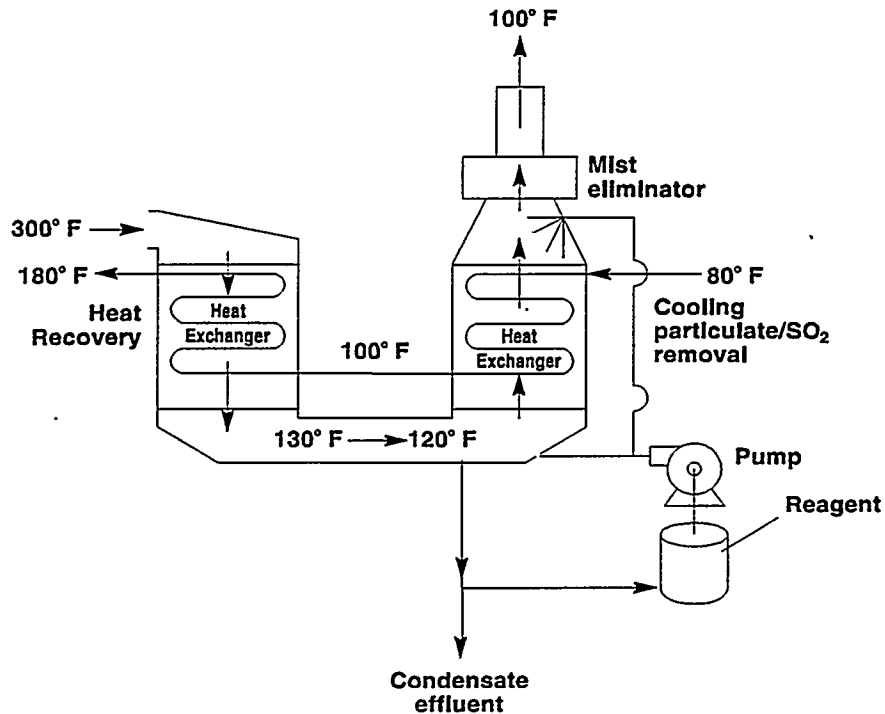 100° F
Mist
eliminator
300° F
180° F
80° F
Heat
Recovery
Heat
Exchanger
Heat
Exchanger
Cooling
particulate/SO₂
removal
100° F
130° F
120° F
Pump
Reagent
Condensate
effluent